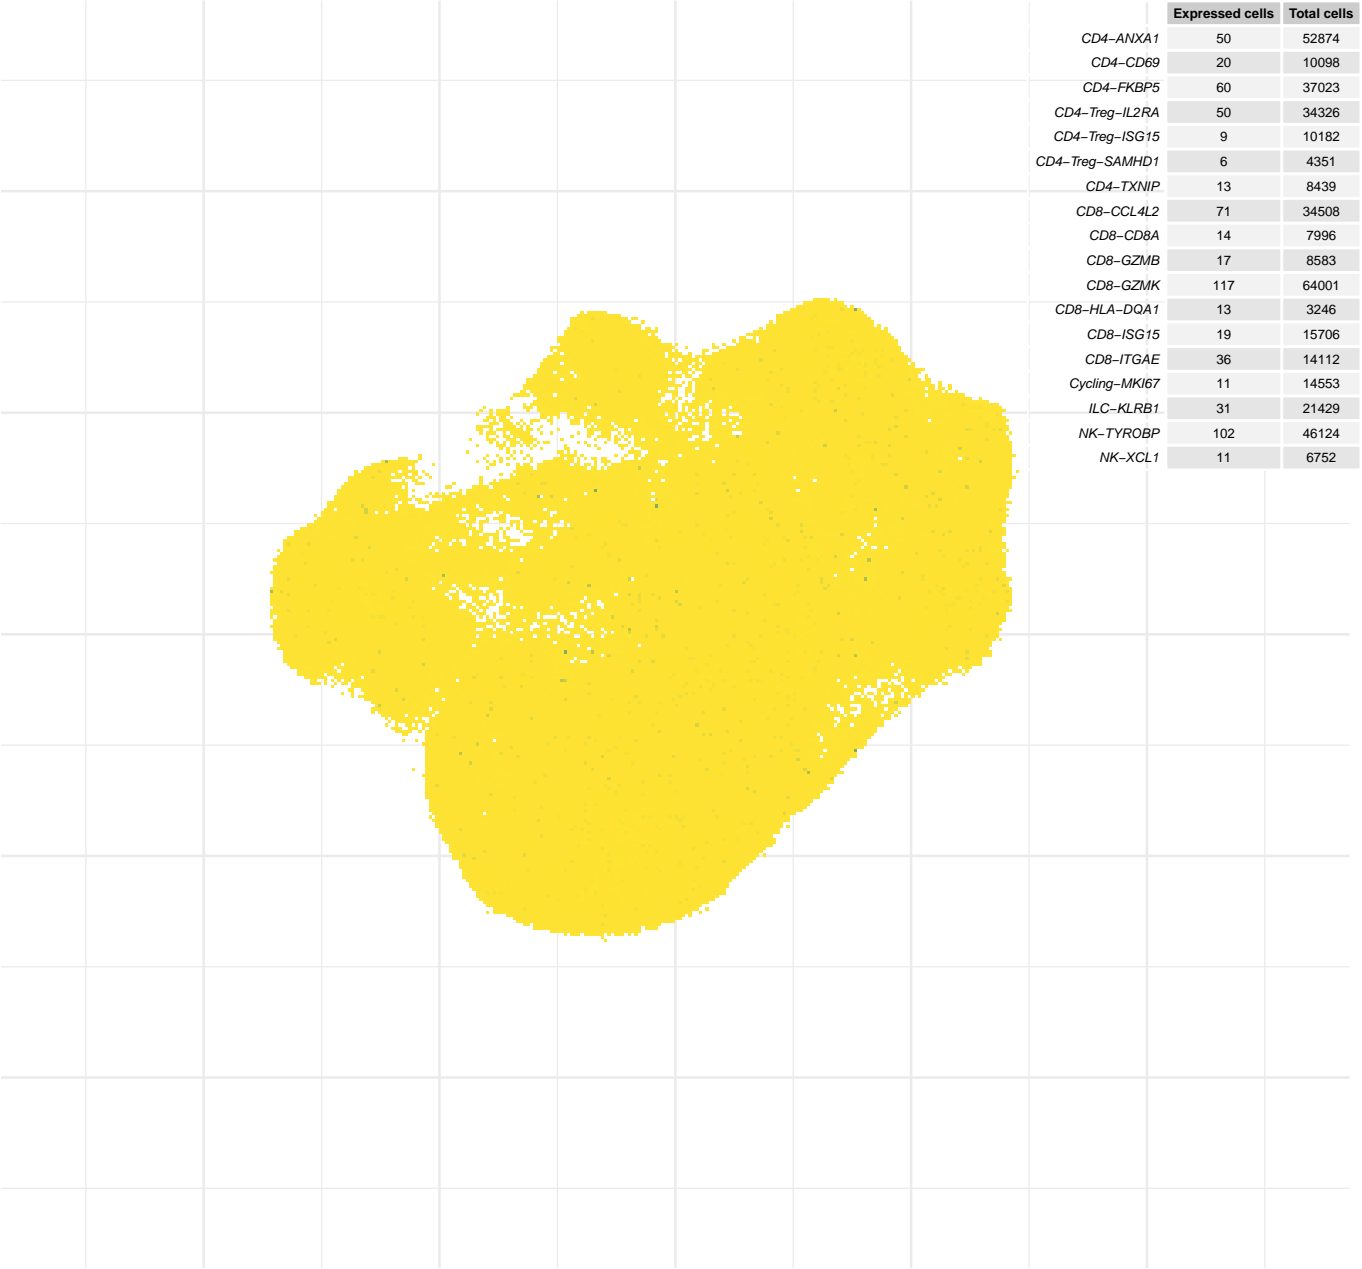 Expressed cells Total cells
CD4−ANXA1 50 52874
CD4−CD69 20 10098
CD4−FKBP5 60 37023
CD4−Treg−IL2RA 50 34326
CD4−Treg−ISG15 9 10182
CD4−Treg−SAMHD1 6 4351
CD4−TXNIP 13 8439
CD8−CCL4L2 71 34508
CD8−CD8A 14 7996
CD8−GZMB 17 8583
CD8−GZMK 117 64001
CD8−HLA−DQA1 13 3246
CD8−ISG15 19 15706
CD8−ITGAE 36 14112
Cycling−MKI67 11 14553
ILC−KLRB1 31 21429
NK−TYROBP 102 46124
NK−XCL1 11 6752